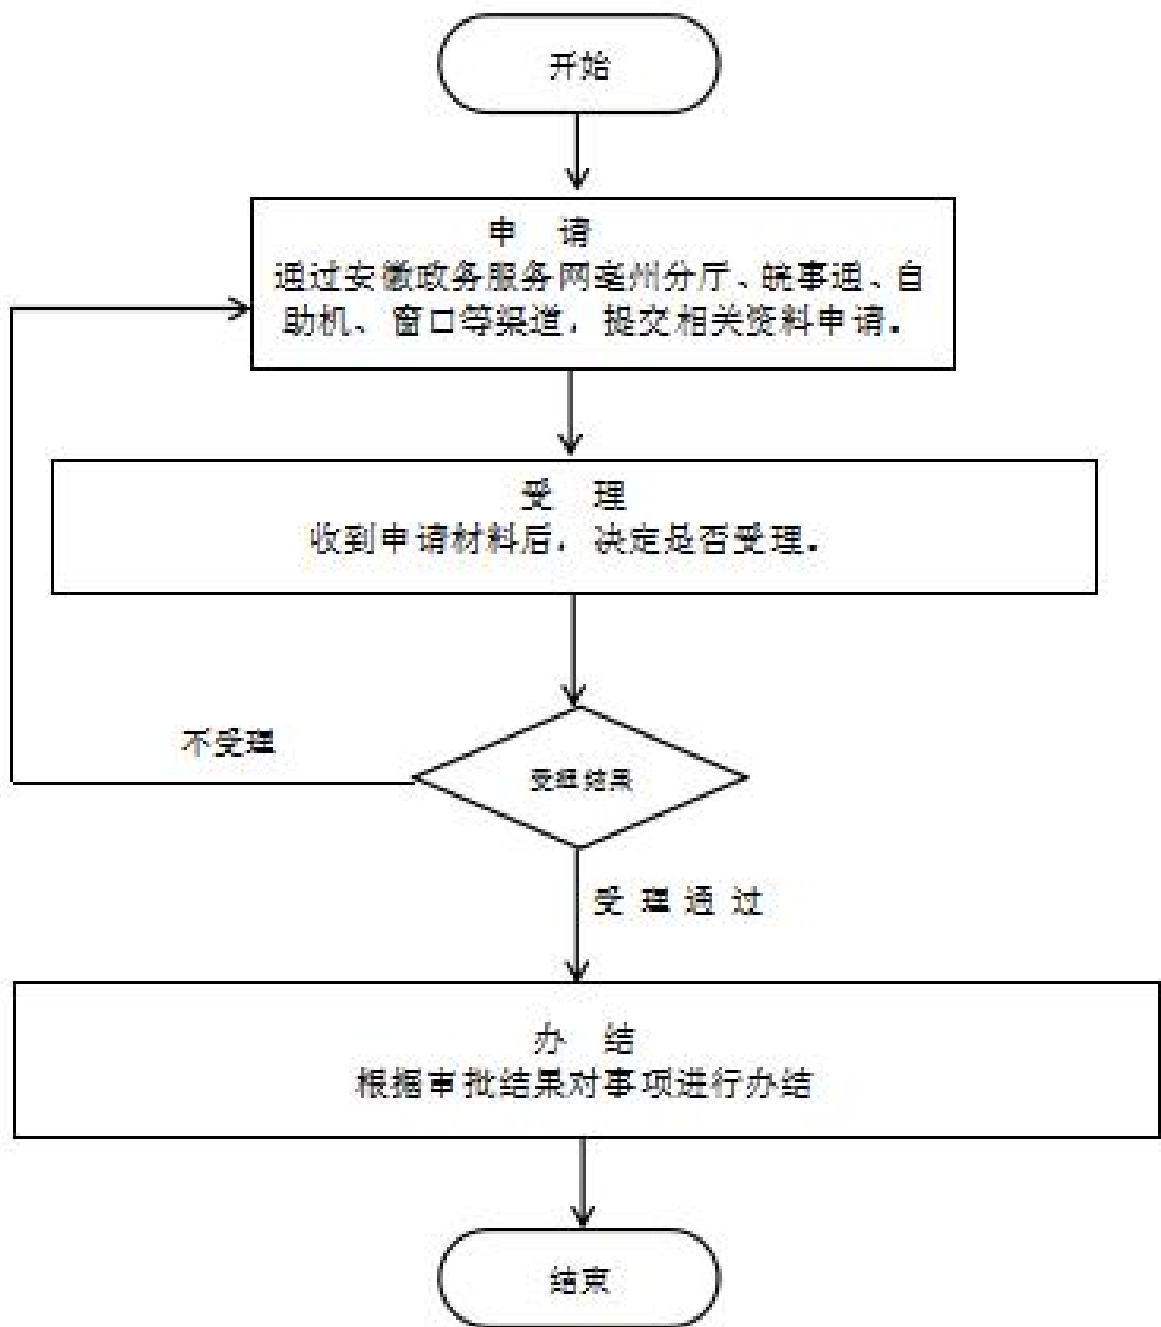 开始
申 请
通过安徽政务服务网亳州分厅、皖事通、自
助机、窗口等渠道，提交相关资料申请。
受 理
收到申请材料后，决定是否受理。
不受理
受理结果
受 理 通 过
办 结
根据审批结果对事项进行办结
结束